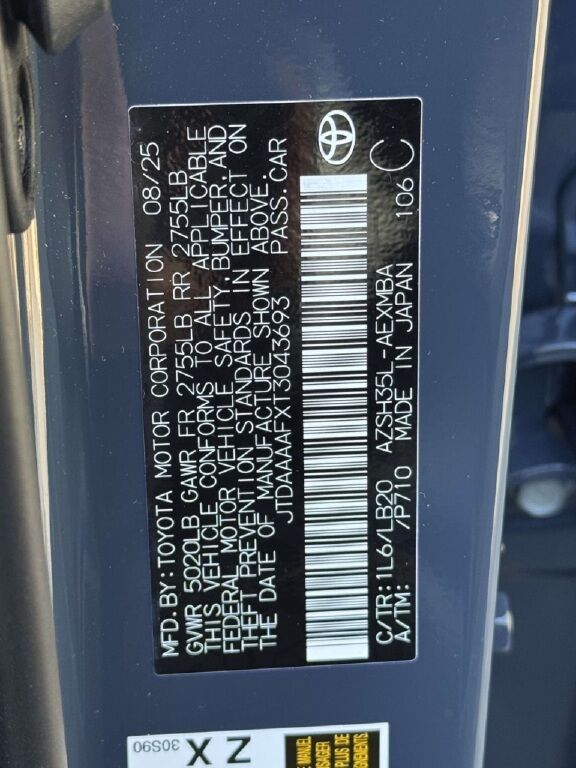 MFD. BY: TOYOTA MOTOR CORPORATION 08/25
GVWR 5020LB GAWR FR 2755LB RR 2755LB
THIS VEHICLE CONFORMS TO ALL APPLICABLE
FEDERAL MOTOR VEHICLE SAFETY, BUMPER, AND
THEFT PREVENTION STANDARDS IN EFFECT ON
THE DATE OF MANUFACTURE SHOWN ABOVE.
JTDAAAAFXT3043693 PASS. CAR
C/TR: 1L6/LB20 AZSH35L-AEXMBA 106 C
A/TM: /P710 MADE IN JAPAN
30S90
ZX